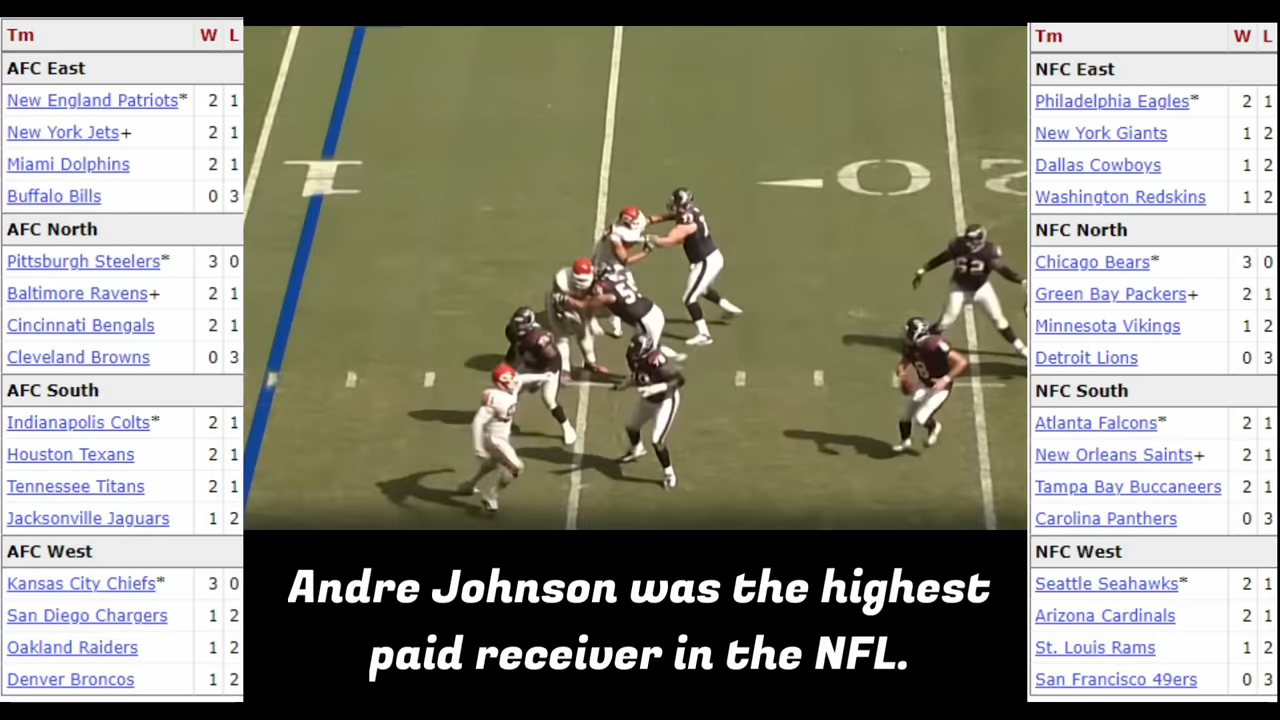 Tm W L
AFC East
New England Patriots* 2 1
New York Jets+ 2 1
Miami Dolphins 2 1
Buffalo Bills 0 3
AFC North
Pittsburgh Steelers* 3 0
Baltimore Ravens+ 2 1
Cincinnati Bengals 2 1
Cleveland Browns 0 3
AFC South
Indianapolis Colts* 2 1
Houston Texans 2 1
Tennessee Titans 2 1
Jacksonville Jaguars 1 2
AFC West
Kansas City Chiefs* 3 0
San Diego Chargers 1 2
Oakland Raiders 1 2
Denver Broncos 1 2
Andre Johnson was the highest
paid receiver in the NFL.
Tm W L
NFC East
Philadelphia Eagles* 2 1
New York Giants 1 2
Dallas Cowboys 1 2
Washington Redskins 1 2
NFC North
Chicago Bears* 3 0
Green Bay Packers+ 2 1
Minnesota Vikings 1 2
Detroit Lions 0 3
NFC South
Atlanta Falcons* 2 1
New Orleans Saints+ 2 1
Tampa Bay Buccaneers 2 1
Carolina Panthers 0 3
NFC West
Seattle Seahawks* 2 1
Arizona Cardinals 2 1
St. Louis Rams 1 2
San Francisco 49ers 0 3